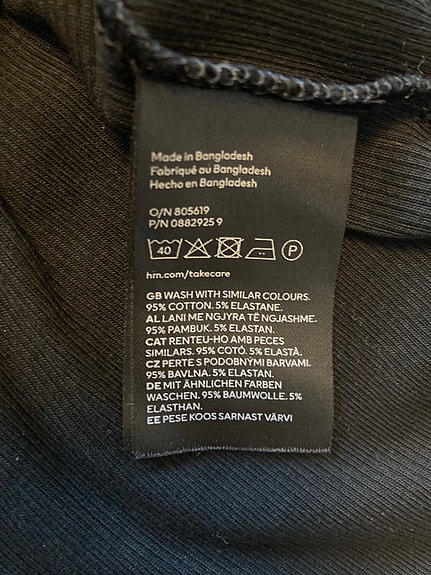 Made in Bangladesh
Fabriqué au Bangladesh
Hecho en Bangladesh
O/N 805619
P/N 0882925 9
40 P
hm.com/takecare
GB WASH WITH SIMILAR COLOURS.
95% COTTON. 5% ELASTANE.
AL LANI ME NGJYRA TË NGJASHME.
95% PAMBUK. 5% ELASTAN.
CAT RENTEU-HO AMB PECES
SIMILARS. 95% COTÓ. 5% ELASTÀ.
CZ PERTE S PODOBNÝMI BARVAMI.
95% BAVLNA. 5% ELASTAN.
DE MIT ÄHNLICHEN FARBEN
WASCHEN. 95% BAUMWOLLE. 5%
ELASTHAN.
EE PESE KOOS SARNAST VÄRVI